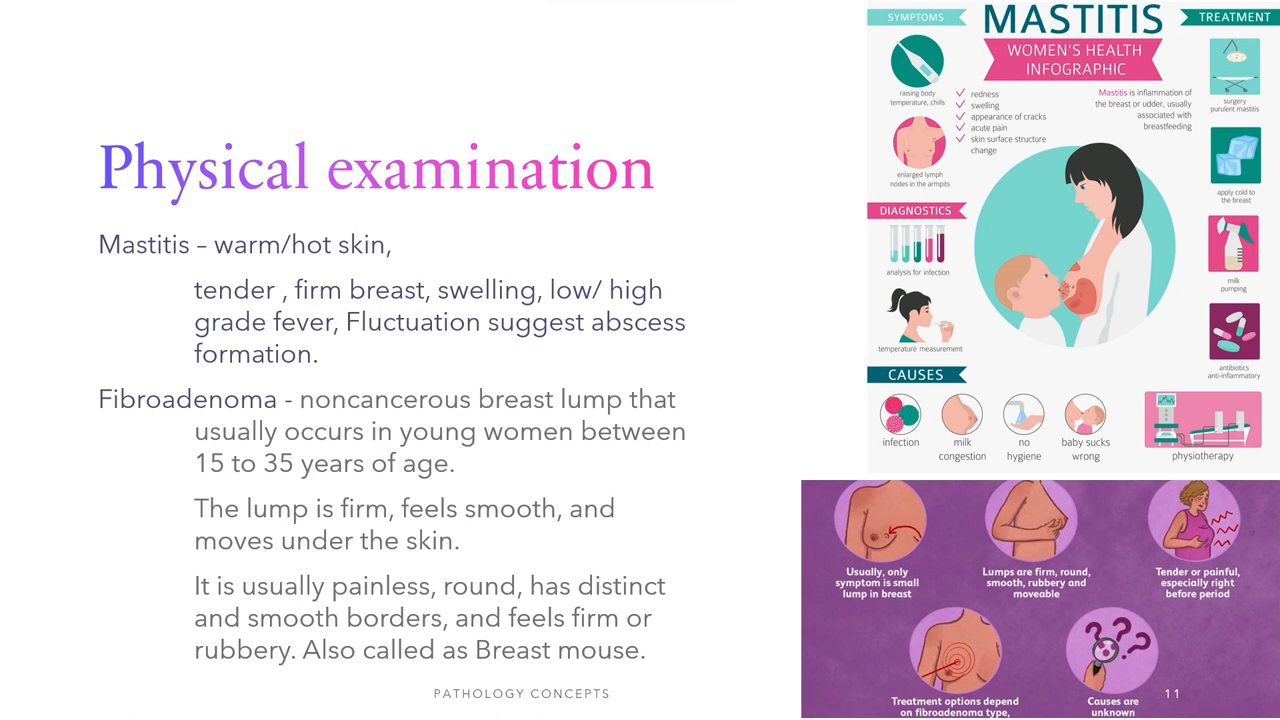 Physical examination
Mastitis – warm/hot skin,
tender , firm breast, swelling, low/ high
grade fever, Fluctuation suggest abscess
formation.
Fibroadenoma - noncancerous breast lump that
usually occurs in young women between
15 to 35 years of age.
The lump is firm, feels smooth, and
moves under the skin.
It is usually painless, round, has distinct
and smooth borders, and feels firm or
rubbery. Also called as Breast mouse.
PATHOLOGY CONCEPTS
MASTITIS
WOMEN'S HEALTH
INFOGRAPHIC
SYMPTOMS
raising body
temperature, chills
enlarged lymph
nodes in the armpits
redness
swelling
appearance of cracks
acute pain
skin surface structure
change
Mastitis is inflammation of
the breast or udder, usually
associated with
breastfeeding
DIAGNOSTICS
analysis for infection
temperature measurement
CAUSES
infection
milk
congestion
no
hygiene
baby sucks
wrong
TREATMENT
surgery
purulent mastitis
apply cold to
the breast
milk
pumping
antibiotics
anti-inflammatory
physiotherapy
Usually, only
symptom is small
lump in breast
Lumps are firm, round,
smooth, rubbery and
moveable
Tender or painful,
especially right
before period
Treatment options depend
on fibroadenoma type,
Causes are
unknown
11